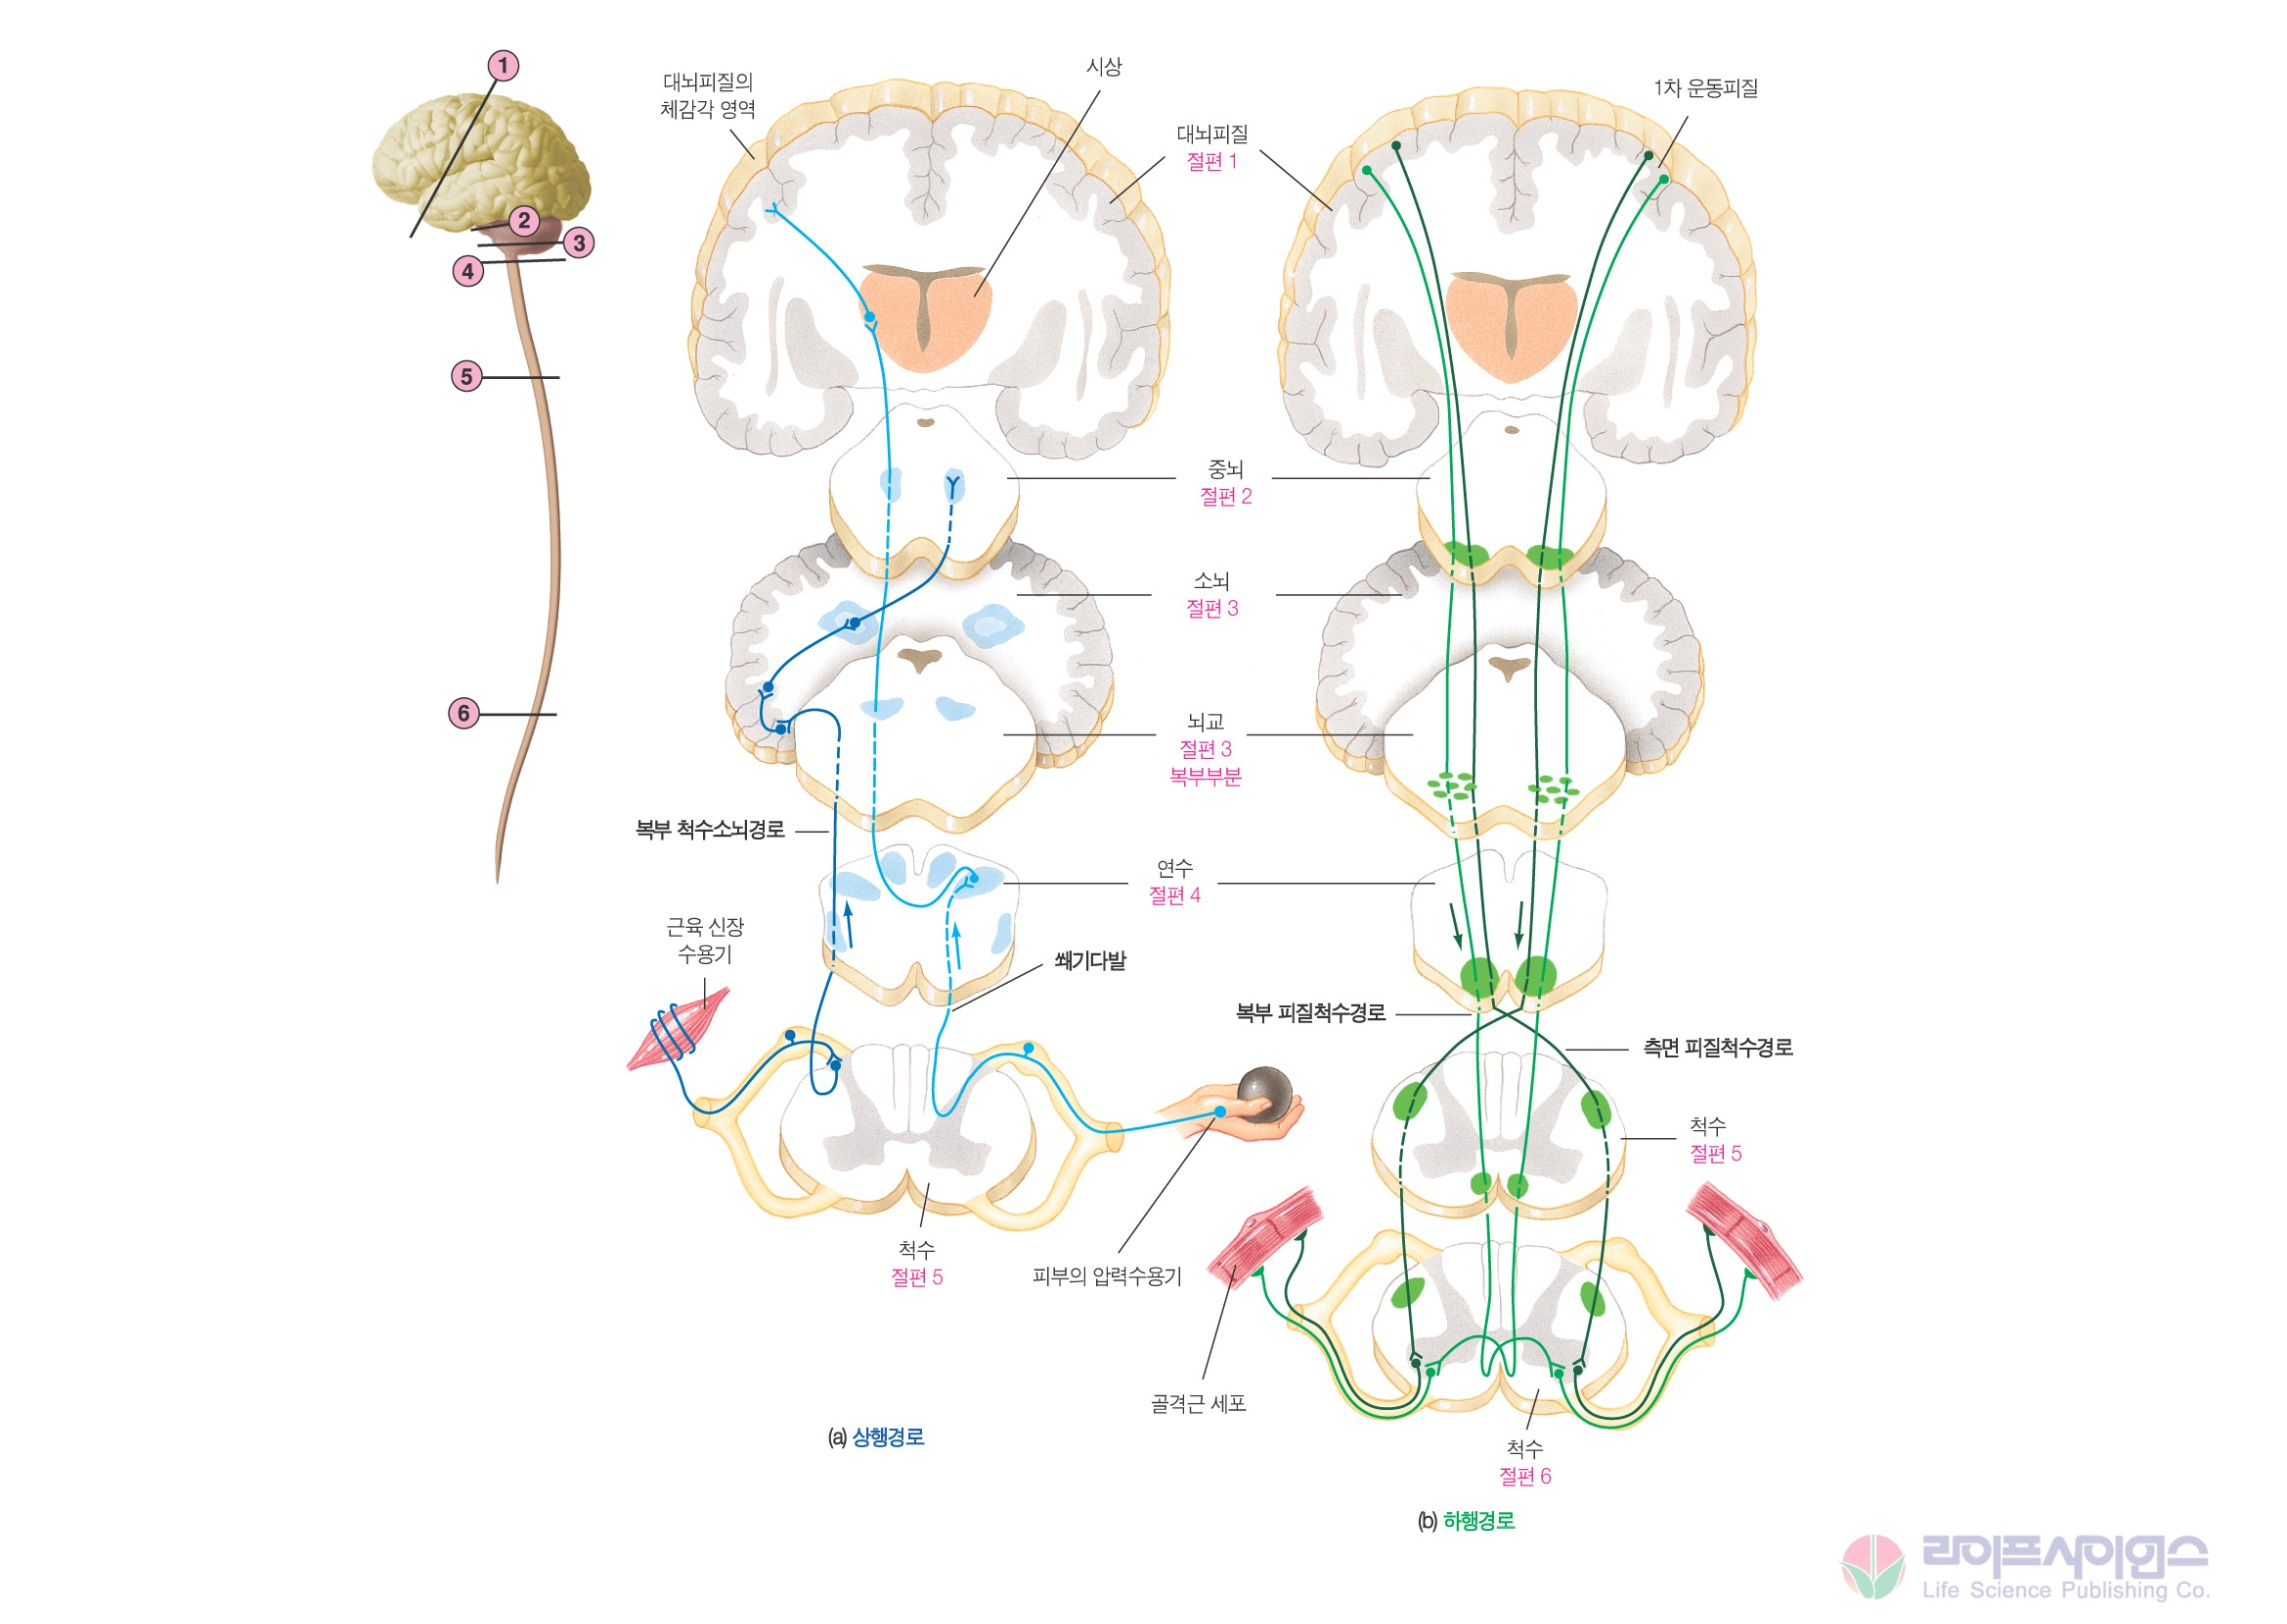 1
2
3
4
5
6
대뇌피질의
체감각 영역
시상
대뇌피질
절편 1
1차 운동피질
중뇌
절편 2
소뇌
절편 3
뇌교
절편 3
복부부분
복부 척수소뇌경로
연수
절편 4
근육 신장
수용기
쐐기다발
복부 피질척수경로
측면 피질척수경로
척수
절편 5
척수
절편 5
피부의 압력수용기
골격근 세포
척수
절편 6
(a) 상행경로
(b) 하행경로
라이프사이언스
Life Science Publishing Co.